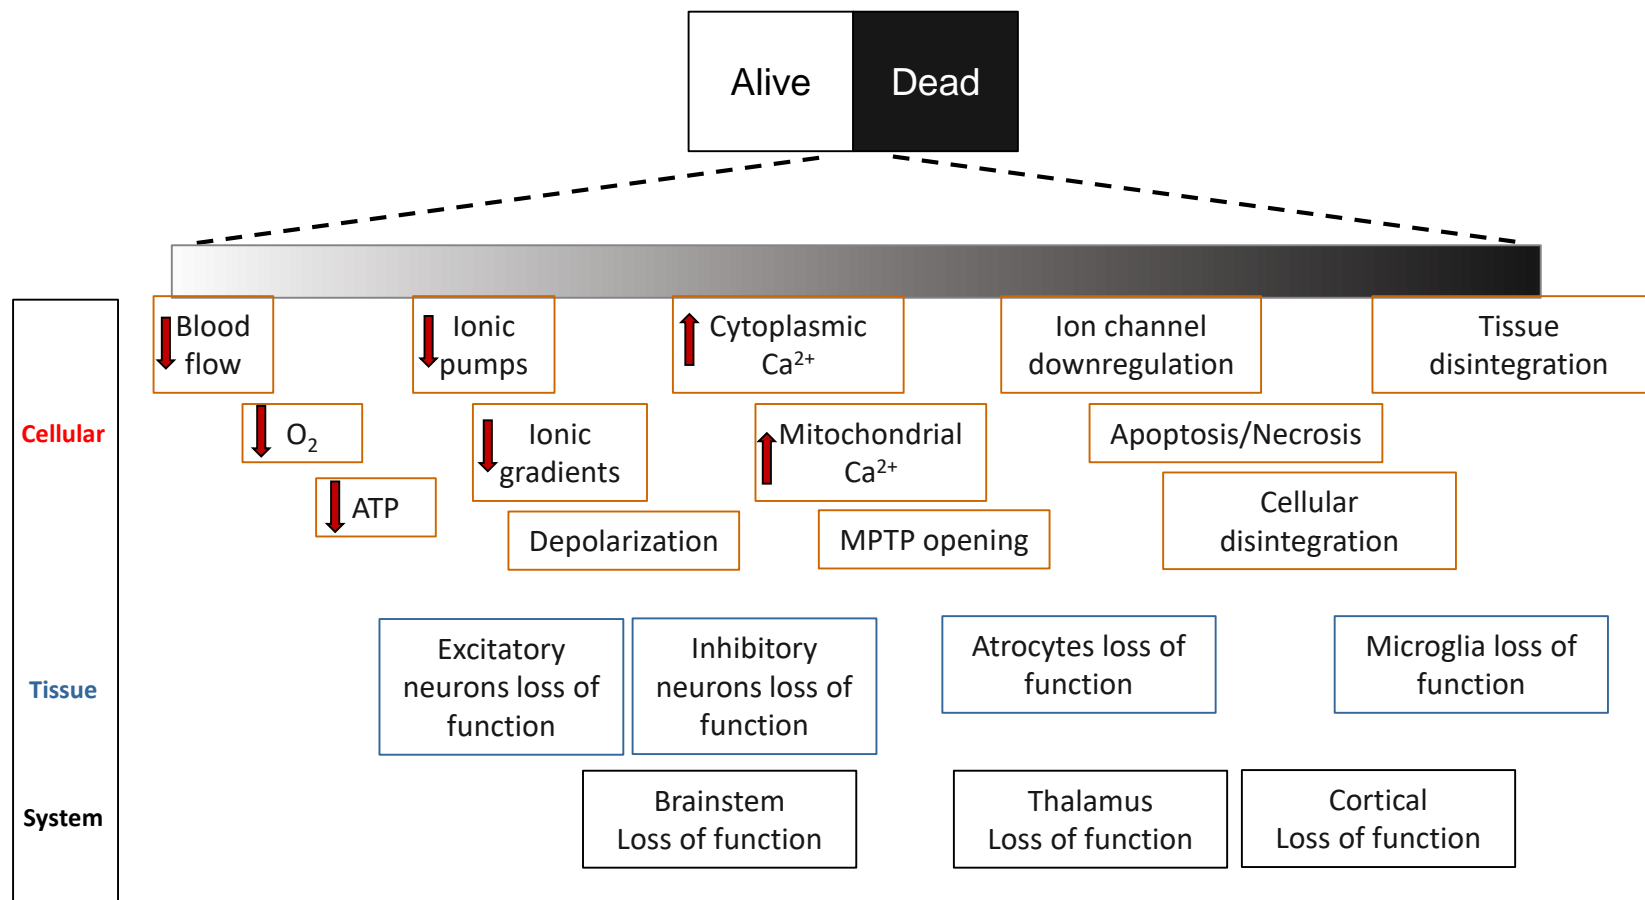 Alive
Dead
Blood
flow
Ionic
pumps
Cytoplasmic
Ca²⁺
Ion channel
downregulation
Tissue
disintegration
Cellular
O₂
Ionic
gradients
Mitochondrial
Ca²⁺
Apoptosis/Necrosis
ATP
Depolarization
MPTP opening
Cellular
disintegration
Tissue
Excitatory
neurons loss of
function
Inhibitory
neurons loss of
function
Atrocytes loss of
function
Microglia loss of
function
System
Brainstem
Loss of function
Thalamus
Loss of function
Cortical
Loss of function